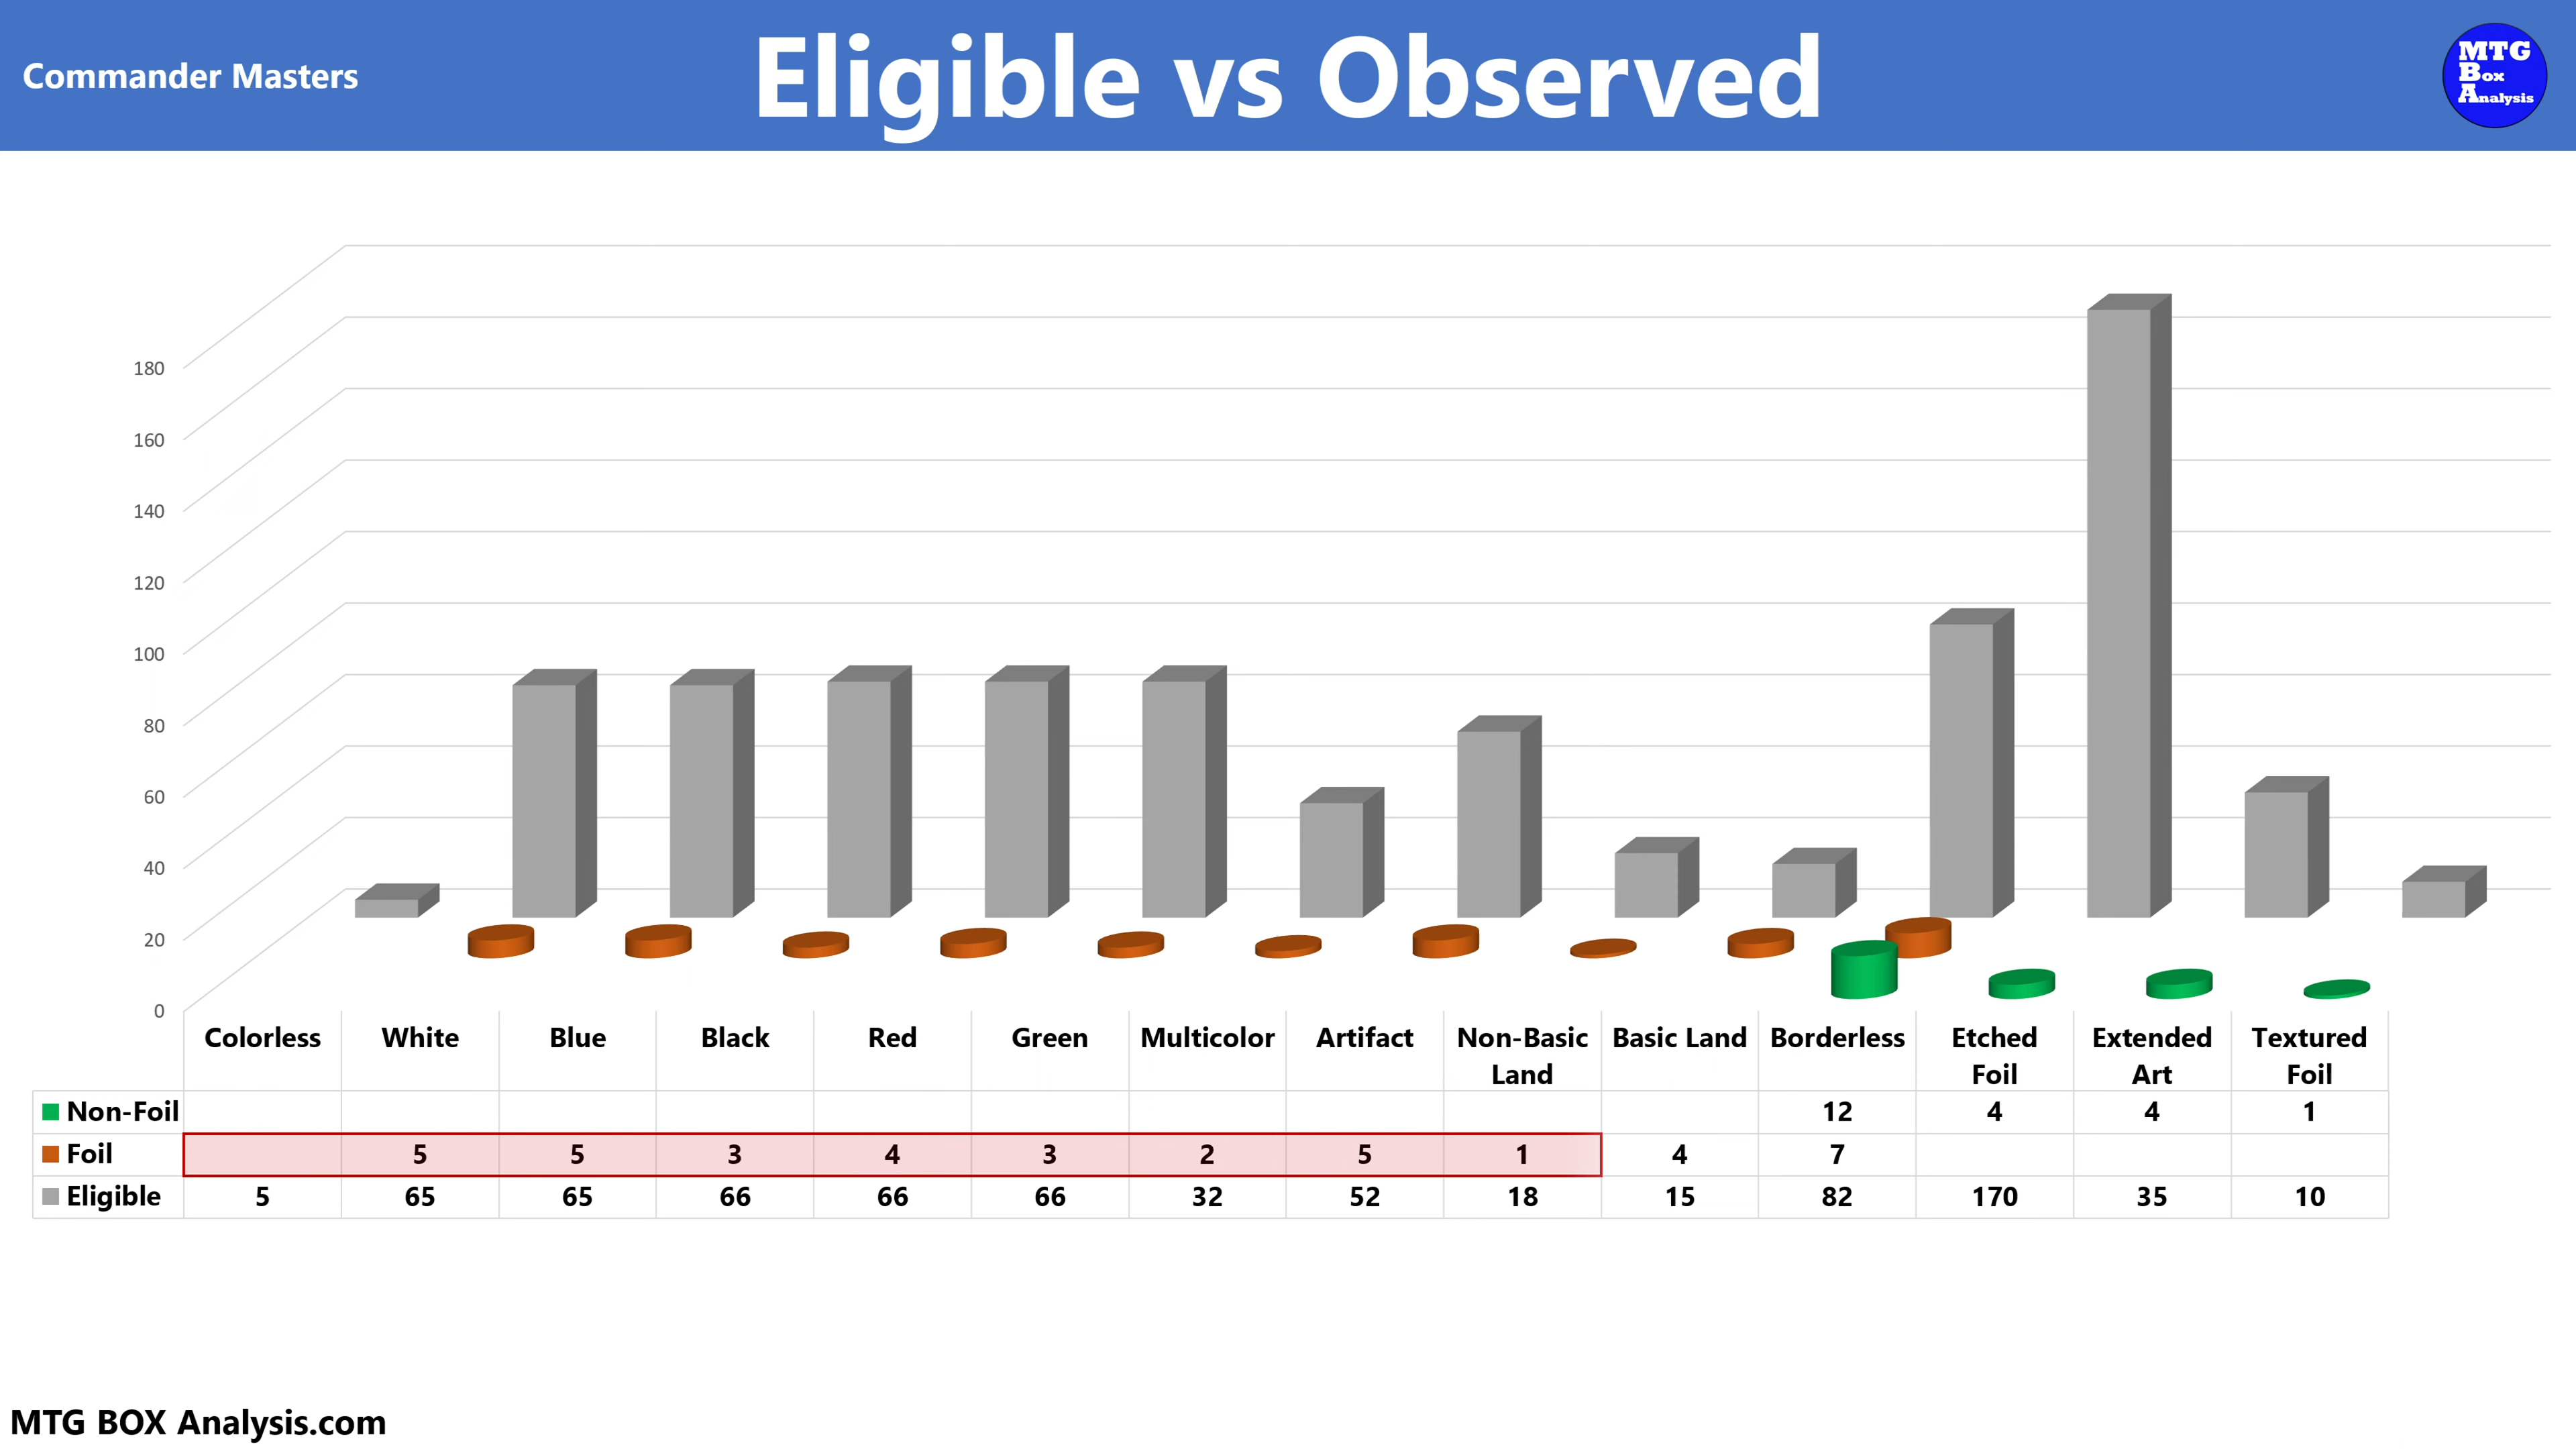 Commander Masters
Eligible vs Observed
MTG
Box
Analysis
180
160
140
120
100
80
60
40
20
0
Colorless White Blue Black Red Green Multicolor Artifact Non-Basic Land Basic Land Borderless Etched Foil Extended Art Textured Foil
Non-Foil 12 4 4 1
Foil 5 5 3 4 3 2 5 1 4 7
Eligible 5 65 65 66 66 66 32 52 18 15 82 170 35 10
MTG BOX Analysis.com